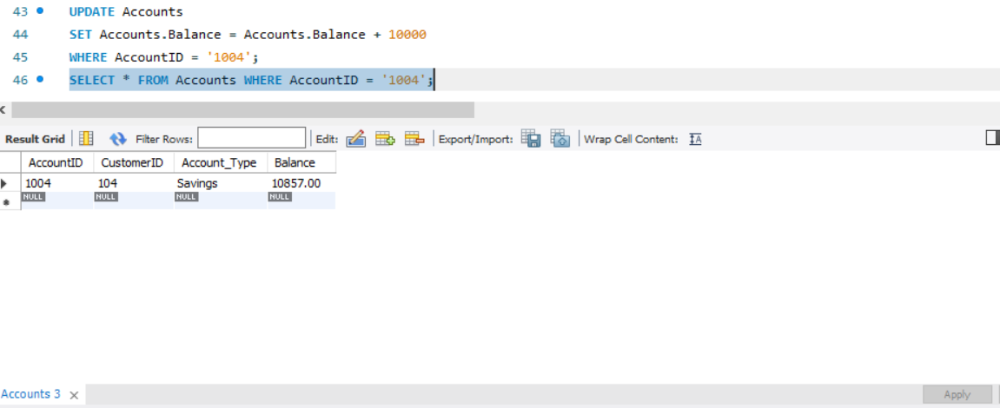 43 UPDATE Accounts
44 SET Accounts.Balance = Accounts.Balance + 10000
45 WHERE AccountID = '1004';
46 SELECT * FROM Accounts WHERE AccountID = '1004';
Result Grid Filter Rows: Edit: Export/Import: Wrap Cell Content: IA
AccountID CustomerID Account_Type Balance
1004 104 Savings 10857.00
NULL NULL NULL NULL
Accounts 3 × Apply